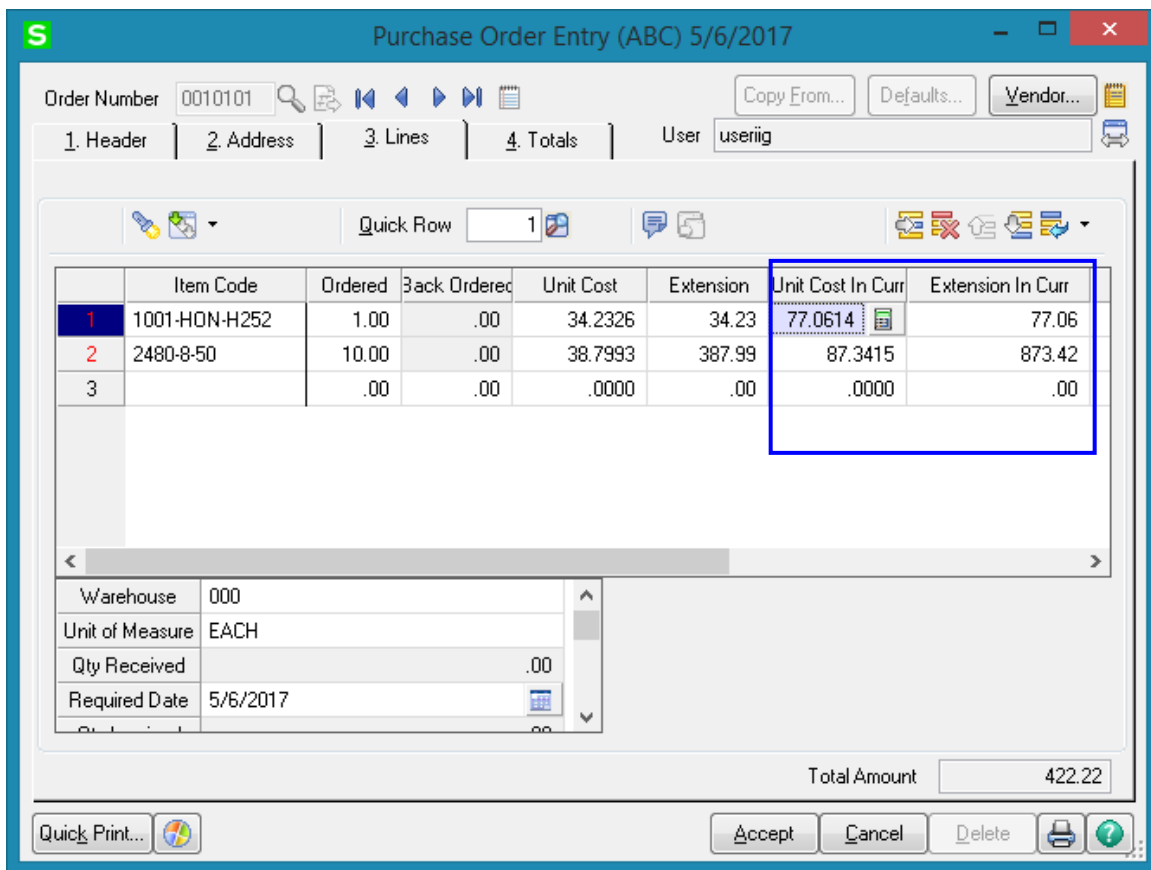 S Purchase Order Entry (ABC) 5/6/2017
Order Number 0010101 Copy From... Defaults... Vendor...
1. Header 2. Address 3. Lines 4. Totals User useriig
Quick Row 1
Item Code Ordered Back Ordered Unit Cost Extension Unit Cost In Curr Extension In Curr
1 1001-HON-H252 1.00 .00 34.2326 34.23 77.0614 77.06
2 2480-8-50 10.00 .00 38.7993 387.99 87.3415 873.42
3 .00 .00 .0000 .00 .0000 .00
Warehouse 000
Unit of Measure EACH
Qty Received .00
Required Date 5/6/2017
Total Amount 422.22
Quick Print... Accept Cancel Delete